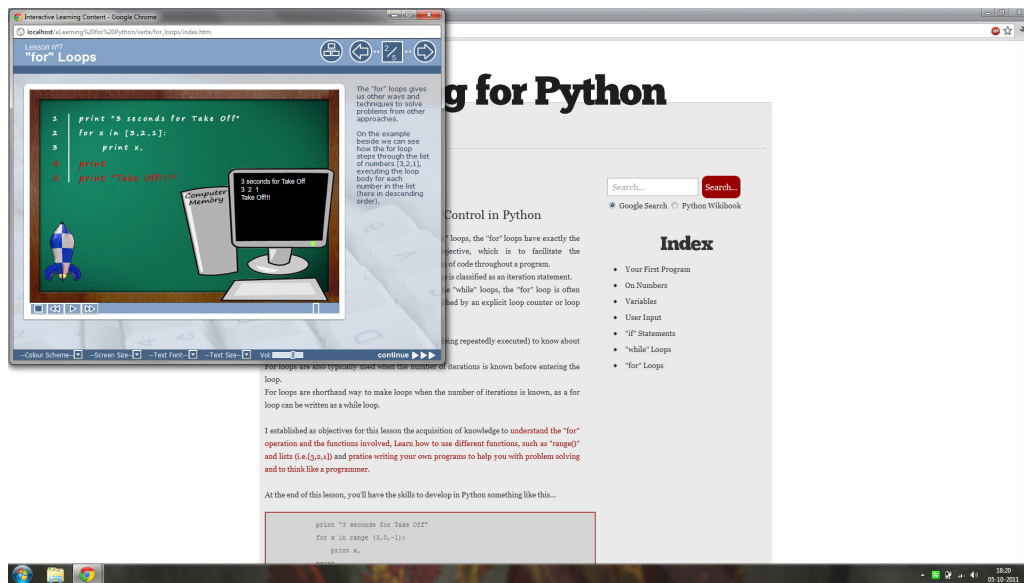 Interactive Learning Content - Google Chrome
localhost/eLearning%20for%20Python/xerte/for_loops/index.htm
Lesson nº7
"for" Loops
2/6
The "for" loops gives
us other ways and
techniques to solve
problems from other
approaches.
On the example
beside we can see
how the for loop
steps through the list
of numbers [3,2,1],
executing the loop
body for each
number in the list
(here in descending
order).
1 print "3 seconds for Take Off"
2 for x in [3,2,1]:
3 print x,
4 print
5 print "Take Off!!!"
Computer
Memory
3 seconds for Take Off
3 2 1
Take Off!!!
--Colour Scheme-- --Screen Size-- --Text Font-- --Text Size-- Vol: continue
g for Python
Control in Python
" loops, the "for" loops have exactly the
jective, which is to facilitate the
of code throughout a program.
is classified as an iteration statement.
e "while" loops, the "for" loop is often
hed by an explicit loop counter or loop
ing repeatedly executed) to know about
For loops are also typically used when the number of iterations is known before entering the
loop.
For loops are shorthand way to make loops when the number of iterations is known, as a for
loop can be written as a while loop.
I established as objectives for this lesson the acquisition of knowledge to understand the "for"
operation and the functions involved, Learn how to use different functions, such as "range()"
and lists (i.e.[3,2,1]) and pratice writing your own programs to help you with problem solving
and to think like a programmer.
At the end of this lesson, you'll have the skills to develop in Python something like this...
print "3 seconds for Take Off"
for x in range (3,0,-1):
print x,
print
Search... Search...
Google Search Python Wikibook
Index
Your First Program
On Numbers
Variables
User Input
"if" Statements
"while" Loops
"for" Loops
18:20
05-10-2011